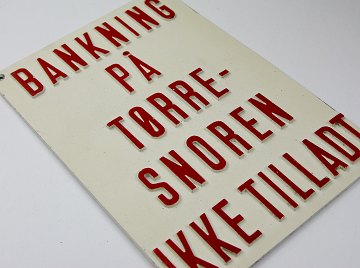 BANKNING
PÅ
TØRRE-
SNOREN
IKKE TILLADT